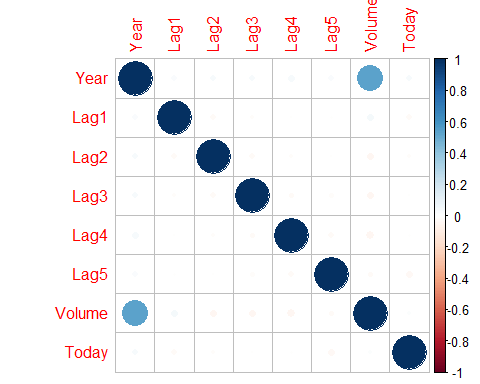 Year Lag1 Lag2 Lag3 Lag4 Lag5 Volume Today
Year
Lag1
Lag2
Lag3
Lag4
Lag5
Volume
Today
1
0.8
0.6
0.4
0.2
0
-0.2
-0.4
-0.6
-0.8
-1